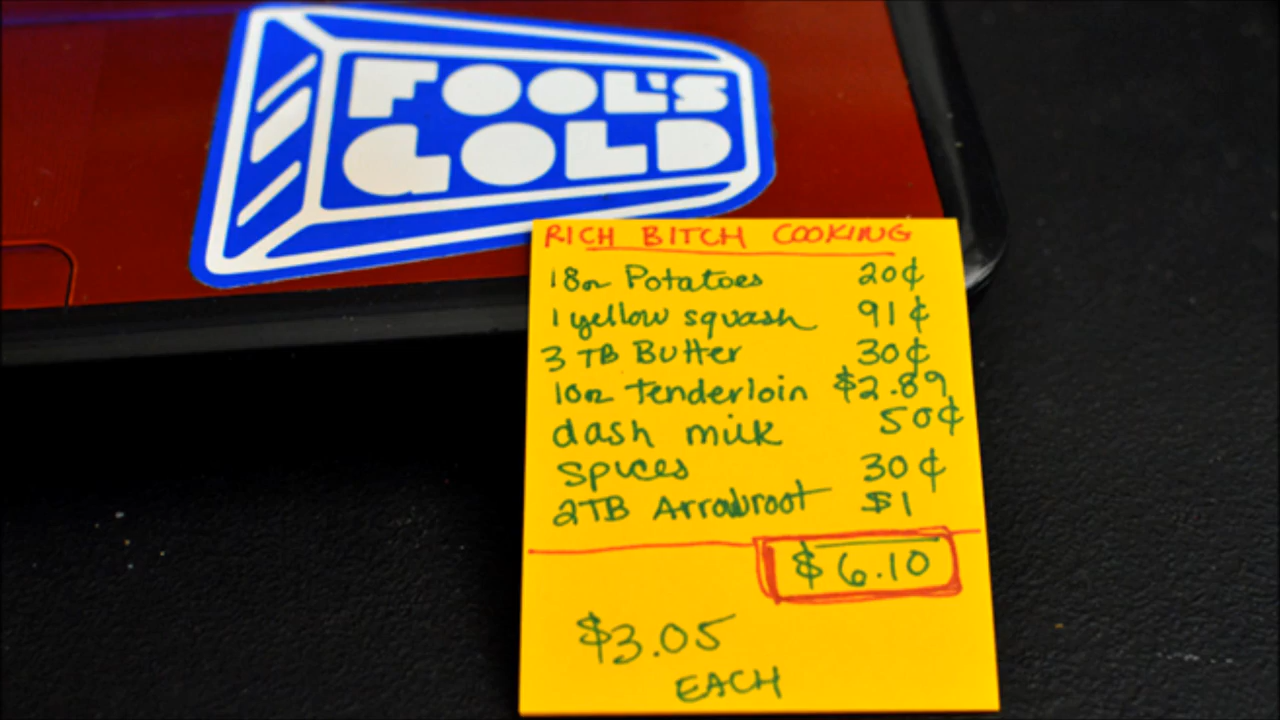 FOOL'S
GOLD
RICH BITCH COOKING
18oz Potatoes 20¢
1 yellow squash 91¢
3 TB Butter 30¢
10oz tenderloin $2.89
dash milk 50¢
spices 30¢
2TB Arrowroot $1
$6.10
$3.05
EACH